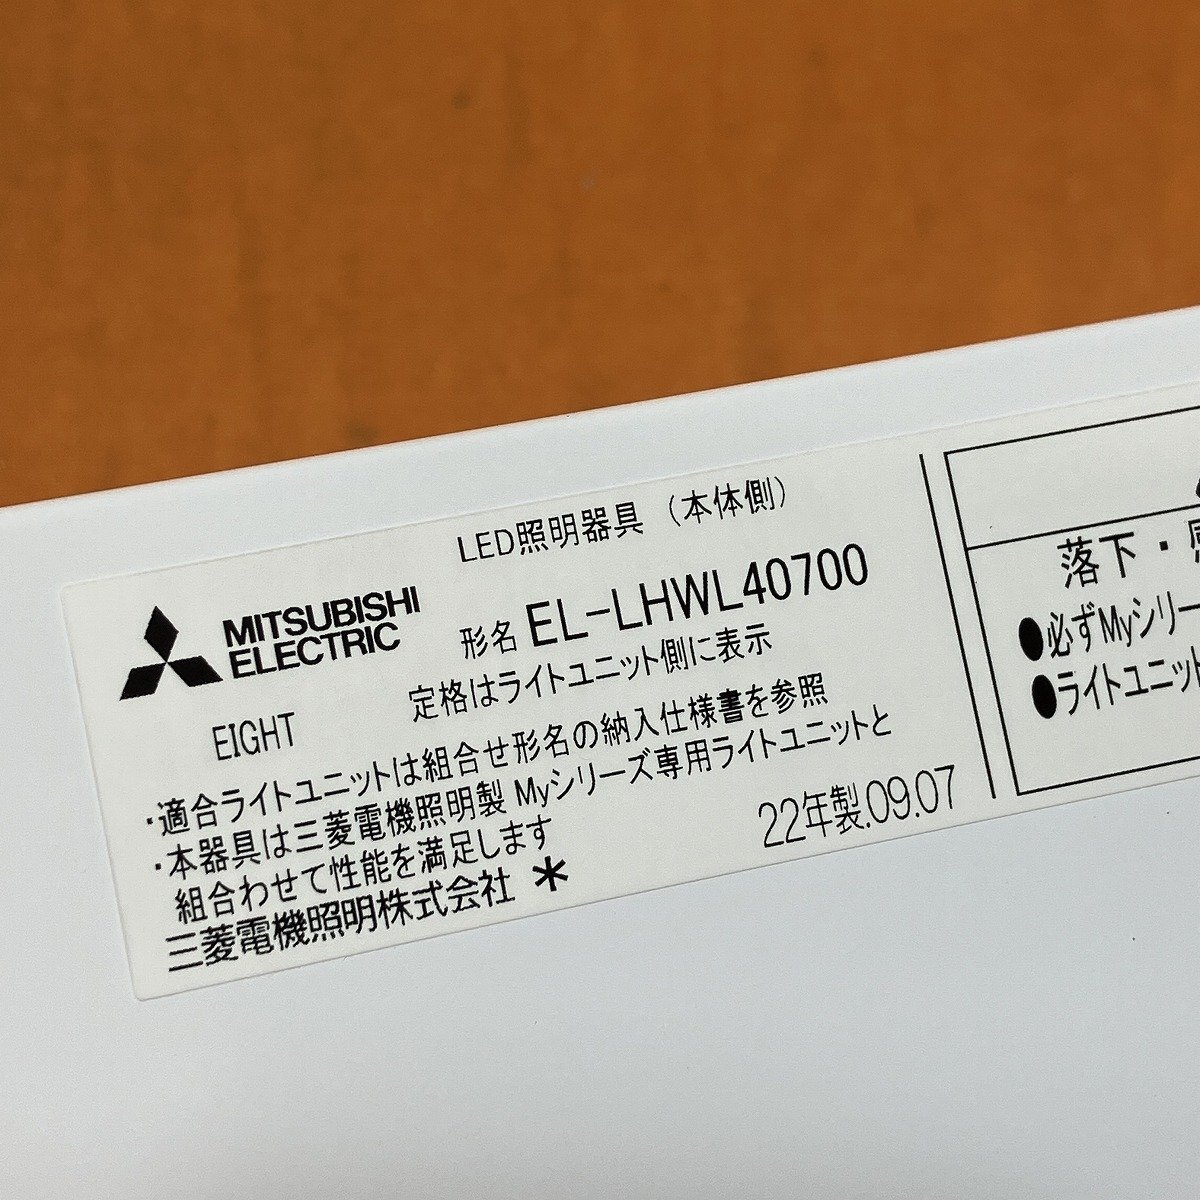 LED照明器具 (本体側)
MITSUBISHI
ELECTRIC
形名 EL-LHWL40700
定格はライトユニット側に表示
EIGHT
・適合ライトユニットは組合せ形名の納入仕様書を参照
・本器具は三菱電機照明製 Myシリーズ専用ライトユニットと
組合わせて性能を満足します
三菱電機照明株式会社 *
22年製.09.07
落下・
●必ずMyシリー
●ライトユニット